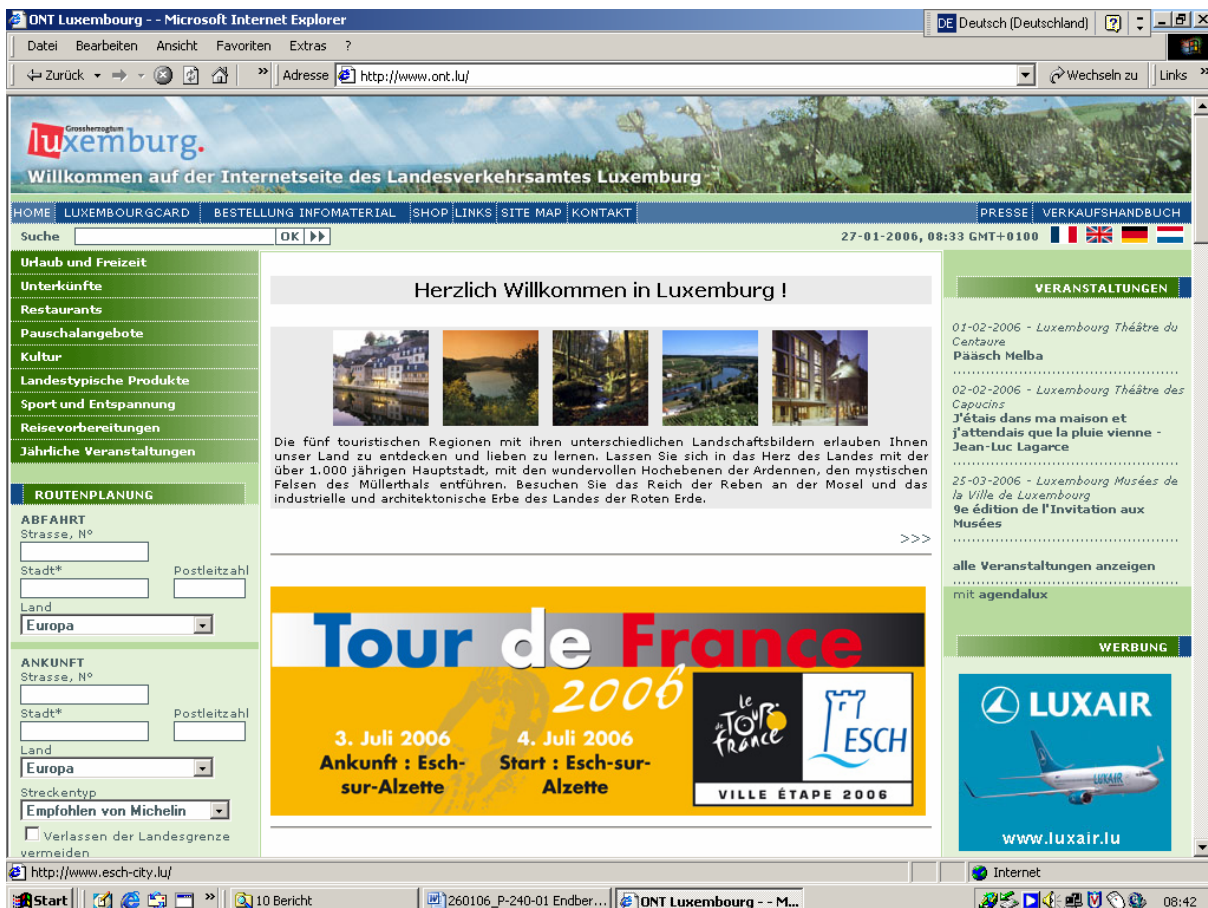 ONT Luxembourg - - Microsoft Internet Explorer
DE Deutsch (Deutschland)
Datei Bearbeiten Ansicht Favoriten Extras ?
Zurück
Adresse http://www.ont.lu/
Wechseln zu
Links
Grossherzogtum
luxemburg.
Willkommen auf der Internetseite des Landesverkehrsamtes Luxemburg
HOME LUXEMBOURGCARD BESTELLUNG INFOMATERIAL SHOP LINKS SITE MAP KONTAKT PRESSE VERKAUFSHANDBUCH
Suche OK 27-01-2006, 08:33 GMT+0100
Urlaub und Freizeit
Unterkünfte
Restaurants
Pauschalangebote
Kultur
Landestypische Produkte
Sport und Entspannung
Reisevorbereitungen
Jährliche Veranstaltungen
ROUTENPLANUNG
ABFAHRT
Strasse, N°
Stadt* Postleitzahl
Land
Europa
ANKUNFT
Strasse, N°
Stadt* Postleitzahl
Land
Europa
Streckentyp
Empfohlen von Michelin
Verlassen der Landesgrenze
vermeiden
Herzlich Willkommen in Luxemburg !
Die fünf touristischen Regionen mit ihren unterschiedlichen Landschaftsbildern erlauben Ihnen
unser Land zu entdecken und lieben zu lernen. Lassen Sie sich in das Herz des Landes mit der
über 1.000 jährigen Hauptstadt, mit den wundervollen Hochebenen der Ardennen, den mystischen
Felsen des Müllerthals entführen. Besuchen Sie das Reich der Reben an der Mosel und das
industrielle und architektonische Erbe des Landes der Roten Erde.
>>>
Tour de France
2006
3. Juli 2006
Ankunft : Esch-
sur-Alzette
4. Juli 2006
Start : Esch-sur-
Alzette
le
TOUR
de
france
ESCH
VILLE ÉTAPE 2006
VERANSTALTUNGEN
01-02-2006 - Luxembourg Théâtre du
Centaure
Pääsch Melba
02-02-2006 - Luxembourg Théâtre des
Capucins
J'étais dans ma maison et
j'attendais que la pluie vienne -
Jean-Luc Lagarce
25-03-2006 - Luxembourg Musées de
la Ville de Luxembourg
9e édition de l'Invitation aux
Musées
alle Veranstaltungen anzeigen
mit agendalux
WERBUNG
LUXAIR
LUXAIR
www.luxair.lu
http://www.esch-city.lu/
Internet
Start
10 Bericht
260106_P-240-01 Endber...
ONT Luxembourg - - M...
08:42